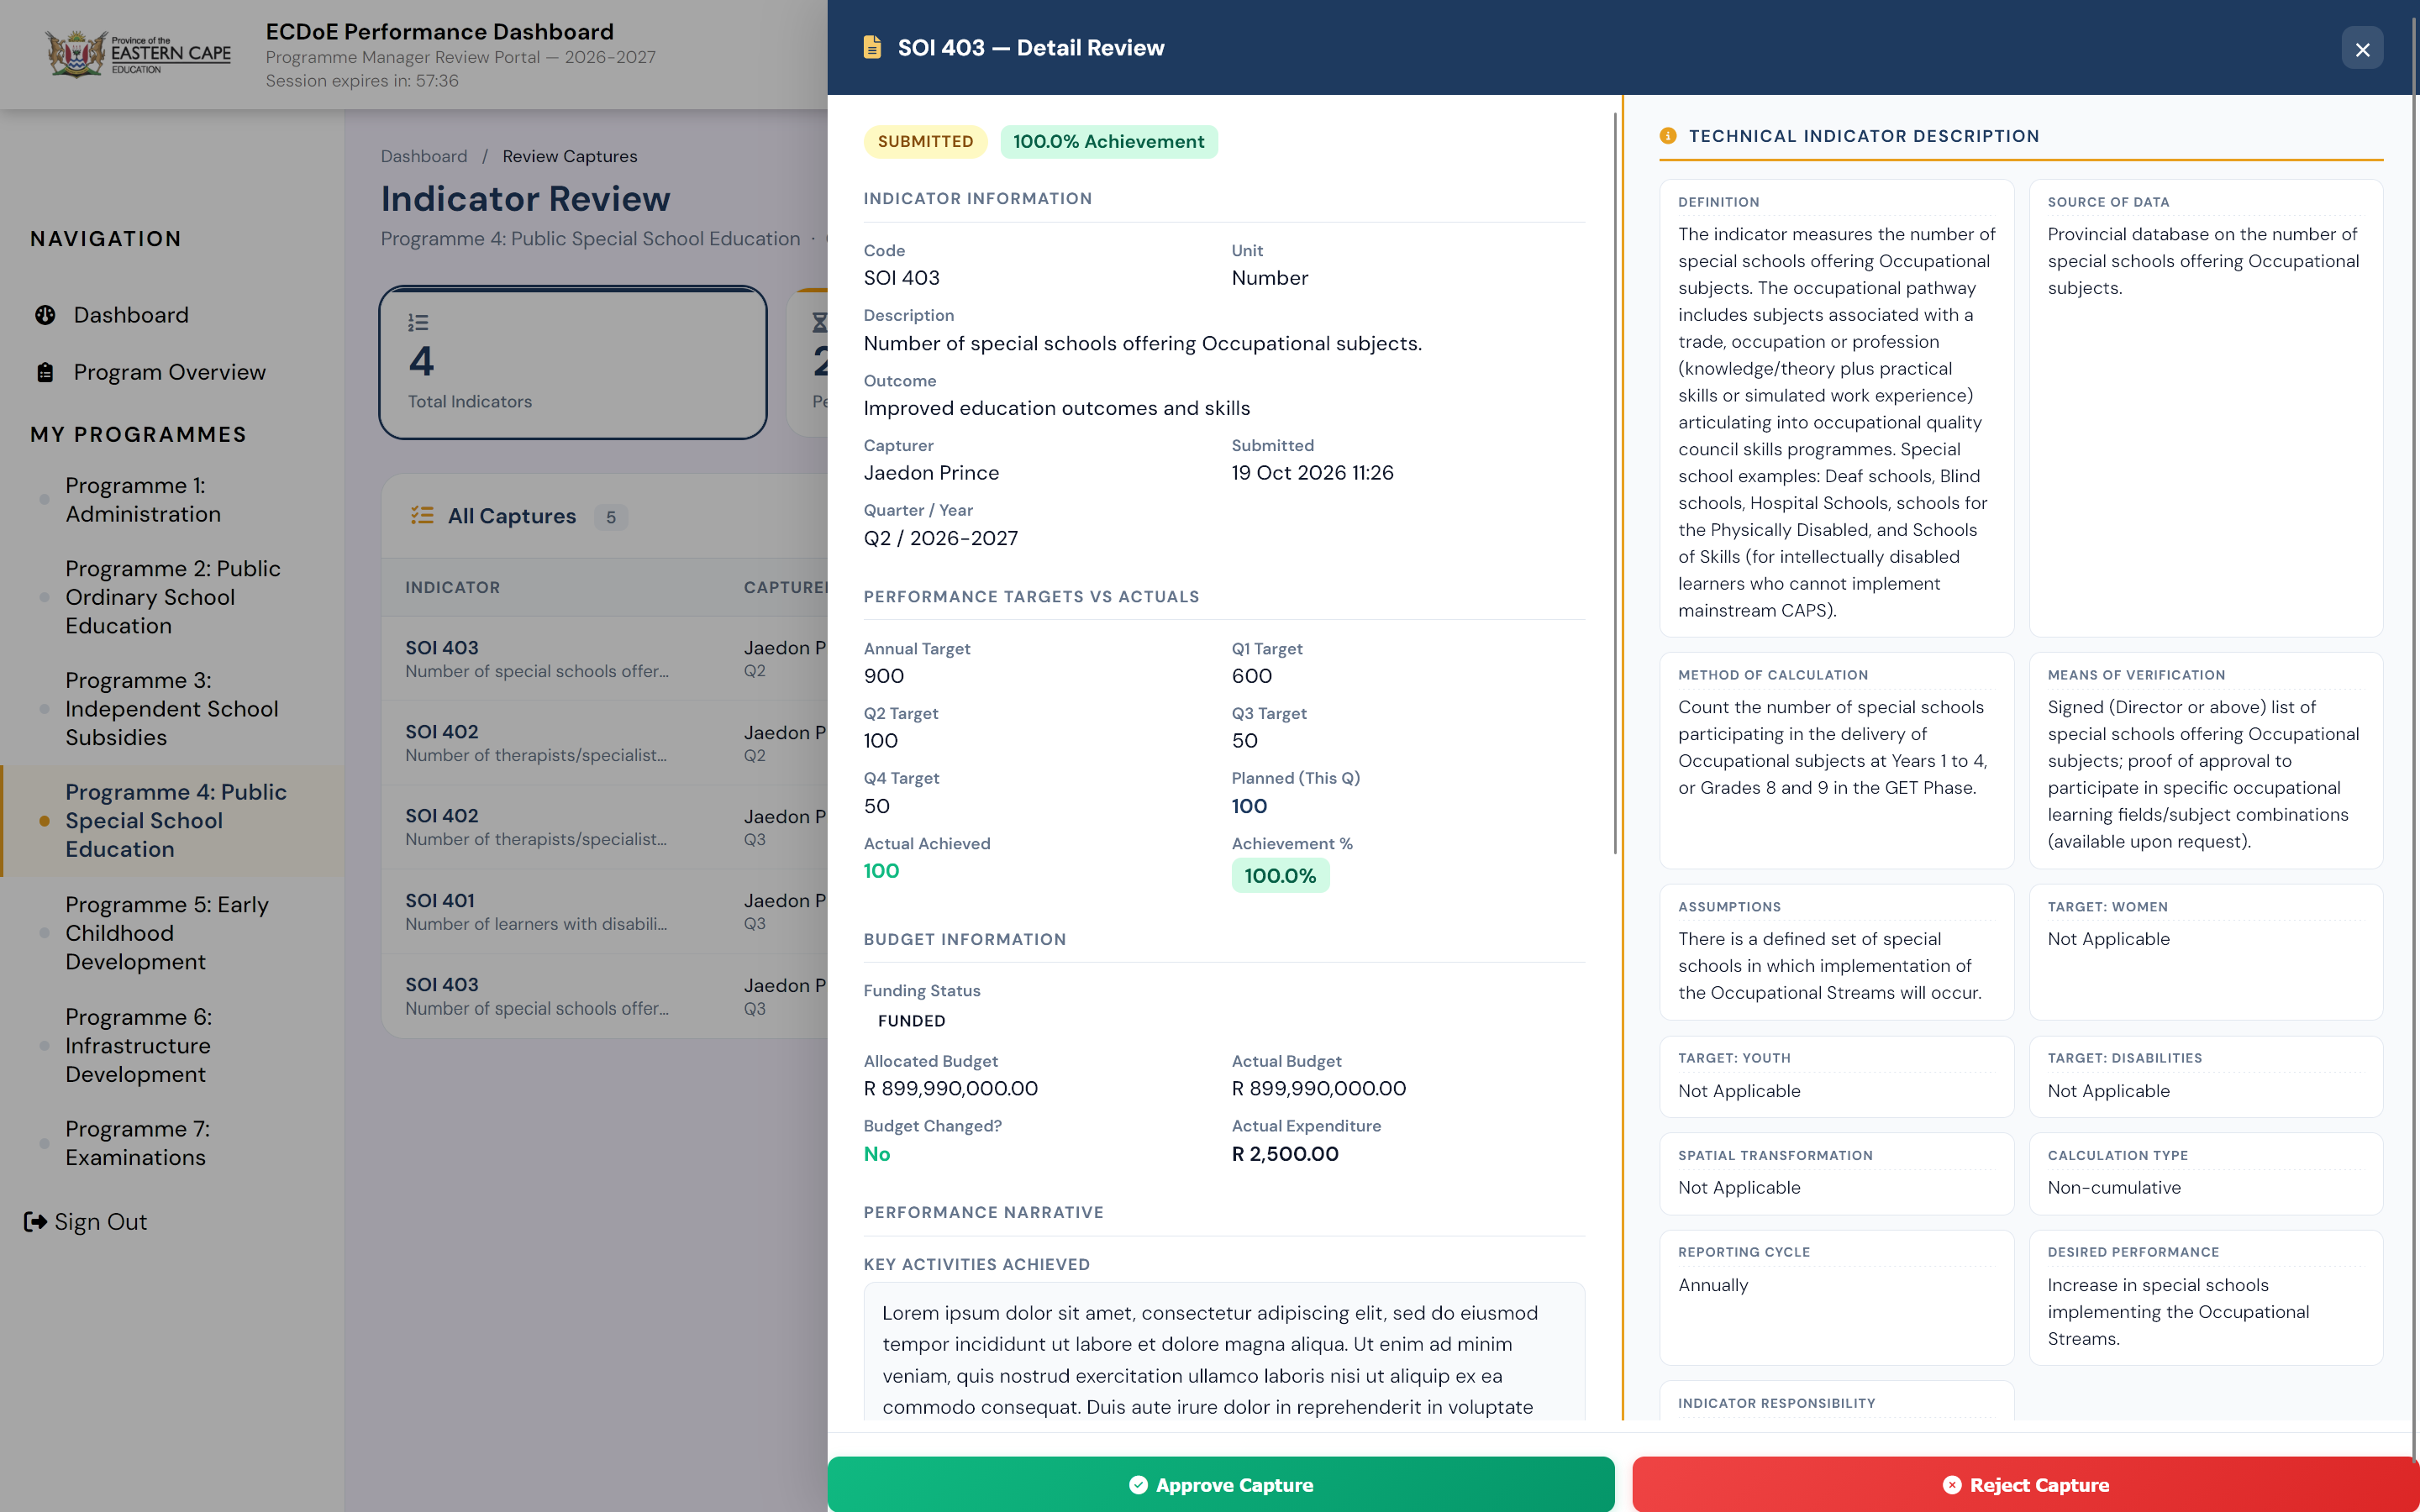 Province of the
EASTERN CAPE
EDUCATION
ECDoE Performance Dashboard
Programme Manager Review Portal — 2026-2027
Session expires in: 57:36
NAVIGATION
Dashboard
Program Overview
MY PROGRAMMES
Programme 1:
Administration
Programme 2: Public
Ordinary School
Education
Programme 3:
Independent School
Subsidies
Programme 4: Public
Special School
Education
Programme 5: Early
Childhood
Development
Programme 6:
Infrastructure
Development
Programme 7:
Examinations
Sign Out
Dashboard / Review Captures
Indicator Review
Programme 4: Public Special School Education ·
4
Total Indicators
2
All Captures 5
INDICATOR
SOI 403
Number of special schools offer...
Jaedon P
Q2
SOI 402
Number of therapists/specialist...
Jaedon P
Q2
SOI 402
Number of therapists/specialist...
Jaedon P
Q3
SOI 401
Number of learners with disabili...
Jaedon P
Q3
SOI 403
Number of special schools offer...
Jaedon P
Q3
SOI 403 — Detail Review
SUBMITTED 100.0% Achievement
INDICATOR INFORMATION
Code
SOI 403
Unit
Number
Description
Number of special schools offering Occupational subjects.
Outcome
Improved education outcomes and skills
Capturer
Jaedon Prince
Submitted
19 Oct 2026 11:26
Quarter / Year
Q2 / 2026-2027
PERFORMANCE TARGETS VS ACTUALS
Annual Target
900
Q1 Target
600
Q2 Target
100
Q3 Target
50
Q4 Target
50
Planned (This Q)
100
Actual Achieved
100
Achievement %
100.0%
BUDGET INFORMATION
Funding Status
FUNDED
Allocated Budget
R 899,990,000.00
Actual Budget
R 899,990,000.00
Budget Changed?
No
Actual Expenditure
R 2,500.00
PERFORMANCE NARRATIVE
KEY ACTIVITIES ACHIEVED
Lorem ipsum dolor sit amet, consectetur adipiscing elit, sed do eiusmod
tempor incididunt ut labore et dolore magna aliqua. Ut enim ad minim
veniam, quis nostrud exercitation ullamco laboris nisi ut aliquip ex ea
commodo consequat. Duis aute irure dolor in reprehenderit in voluptate
TECHNICAL INDICATOR DESCRIPTION
DEFINITION
The indicator measures the number of
special schools offering Occupational
subjects. The occupational pathway
includes subjects associated with a
trade, occupation or profession
(knowledge/theory plus practical
skills or simulated work experience)
articulating into occupational quality
council skills programmes. Special
school examples: Deaf schools, Blind
schools, Hospital Schools, schools for
the Physically Disabled, and Schools
of Skills (for intellectually disabled
learners who cannot implement
mainstream CAPS).
SOURCE OF DATA
Provincial database on the number of
special schools offering Occupational
subjects.
METHOD OF CALCULATION
Count the number of special schools
participating in the delivery of
Occupational subjects at Years 1 to 4,
or Grades 8 and 9 in the GET Phase.
MEANS OF VERIFICATION
Signed (Director or above) list of
special schools offering Occupational
subjects; proof of approval to
participate in specific occupational
learning fields/subject combinations
(available upon request).
ASSUMPTIONS
There is a defined set of special
schools in which implementation of
the Occupational Streams will occur.
TARGET: WOMEN
Not Applicable
TARGET: YOUTH
Not Applicable
TARGET: DISABILITIES
Not Applicable
SPATIAL TRANSFORMATION
Not Applicable
CALCULATION TYPE
Non-cumulative
REPORTING CYCLE
Annually
DESIRED PERFORMANCE
Increase in special schools
implementing the Occupational
Streams.
INDICATOR RESPONSIBILITY
Approve Capture
Reject Capture